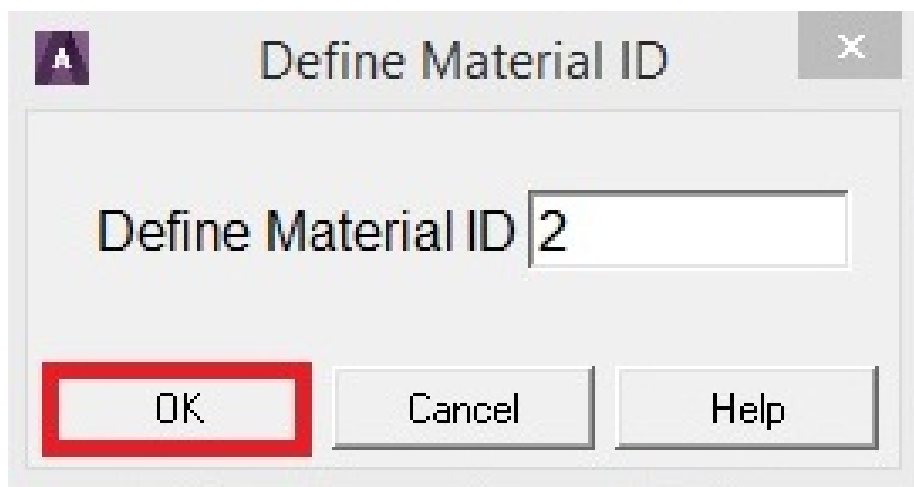 A Define Material ID ×
Define Material ID 2
OK Cancel Help